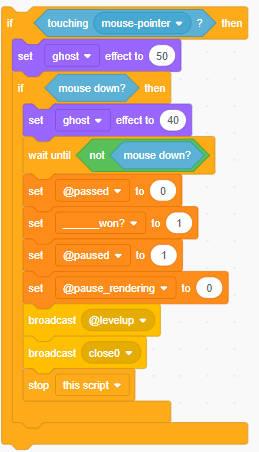 if touching mouse-pointer ? then
set ghost effect to 50
if mouse down? then
set ghost effect to 40
wait until not mouse down?
set @passed to 0
set ______won? to 1
set @paused to 1
set @pause_rendering to 0
broadcast @levelup
broadcast close0
stop this script